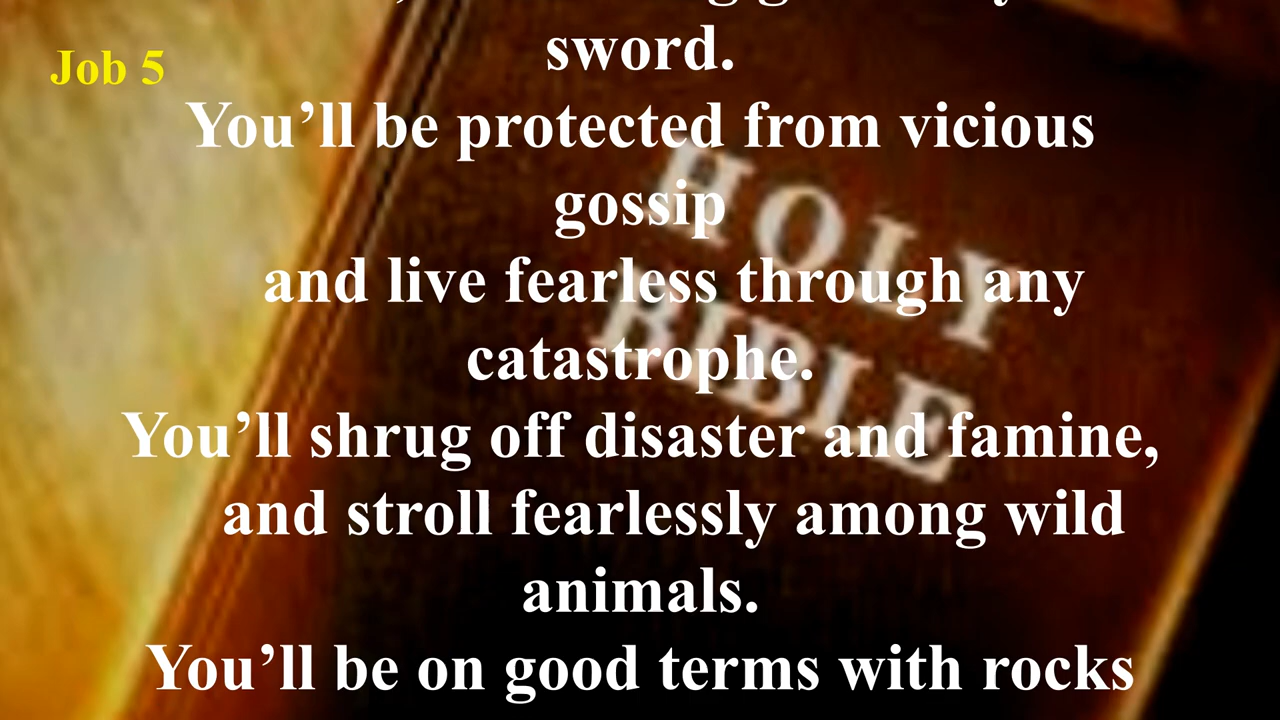 sword.
Job 5
You’ll be protected from vicious
gossip
and live fearless through any
catastrophe.
You’ll shrug off disaster and famine,
and stroll fearlessly among wild
animals.
You’ll be on good terms with rocks
HOLY
BIBLE